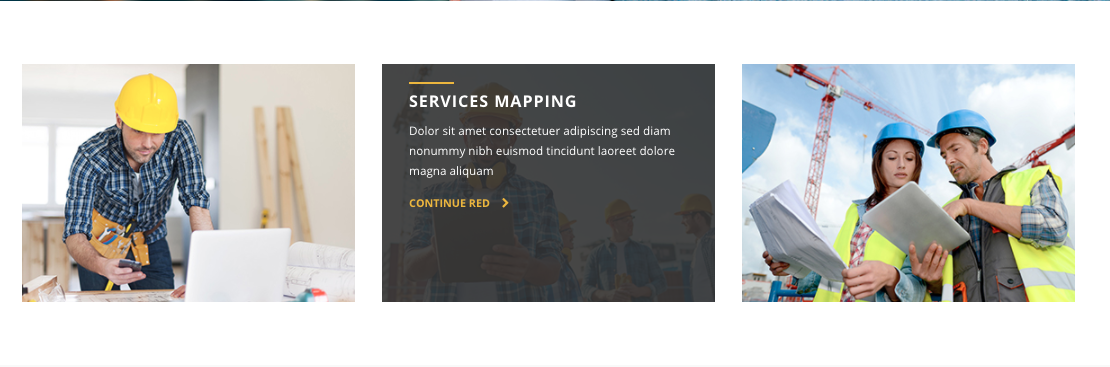 SERVICES MAPPING
Dolor sit amet consectetuer adipiscing sed diam
nonummy nibh euismod tincidunt laoreet dolore
magna aliquam
CONTINUE RED